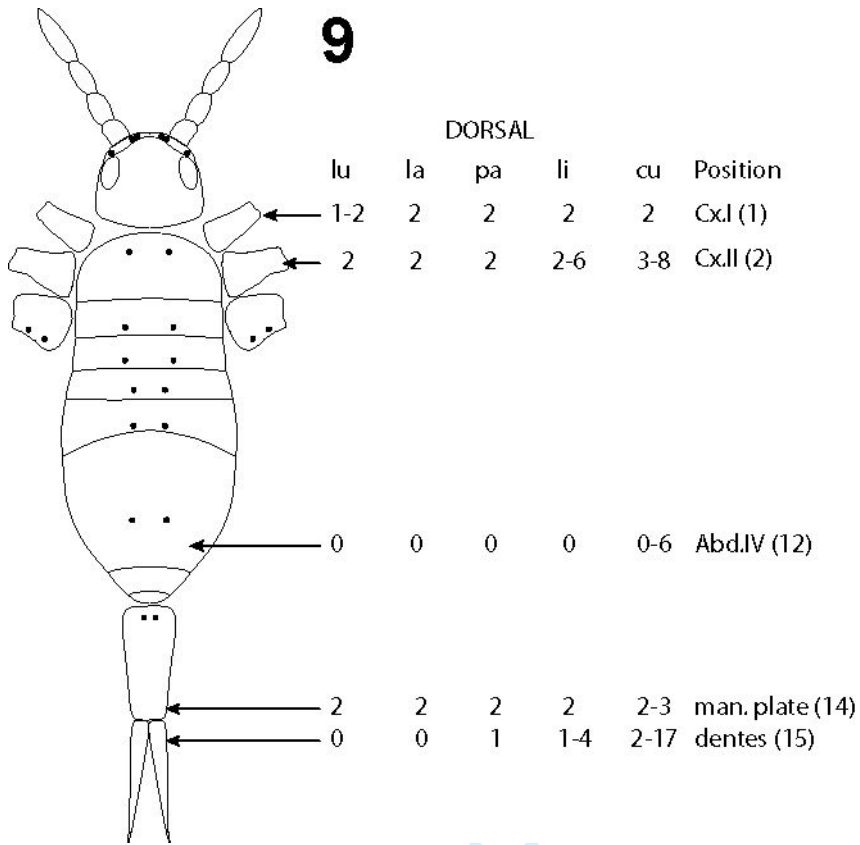 9
DORSAL
lu la pa li cu Position
1-2 2 2 2 2 Cx.I (1)
2 2 2 2-6 3-8 Cx.II (2)
0 0 0 0 0-6 Abd.IV (12)
2 2 2 2 2-3 man. plate (14)
0 0 1 1-4 2-17 dentes (15)